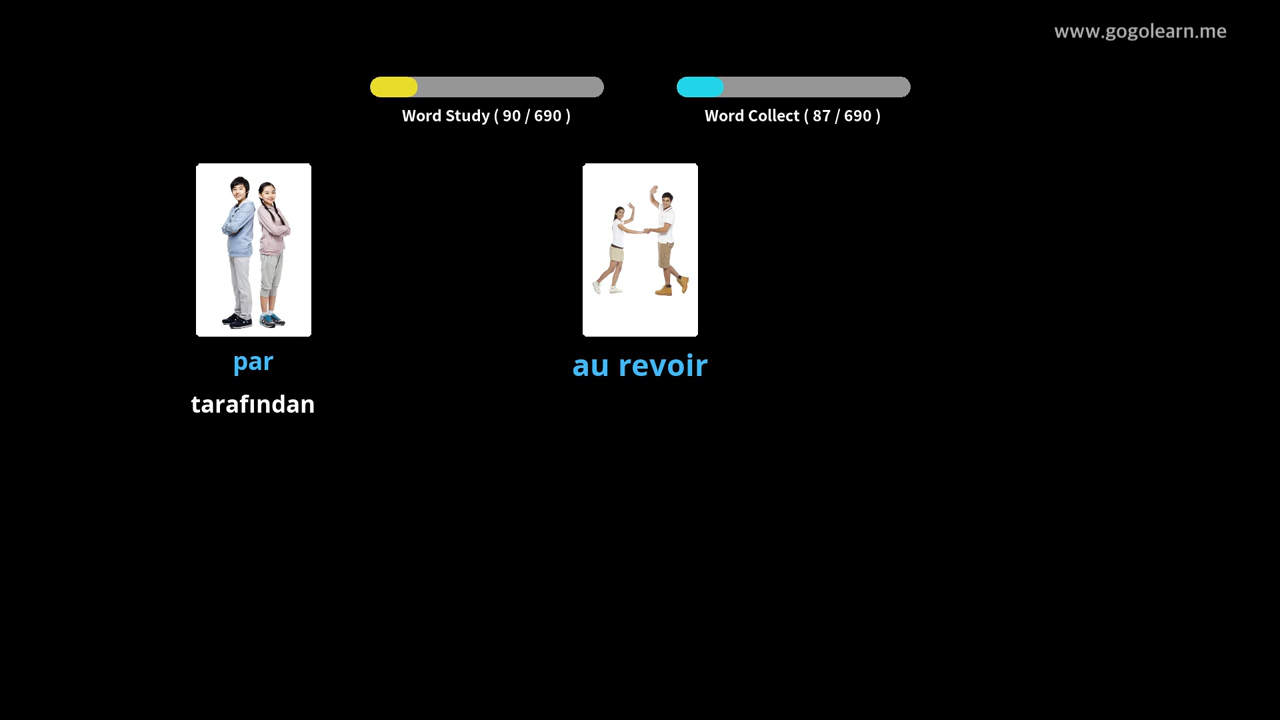 www.gogolearn.me
Word Study ( 90 / 690 )
Word Collect ( 87 / 690 )
par
tarafından
au revoir